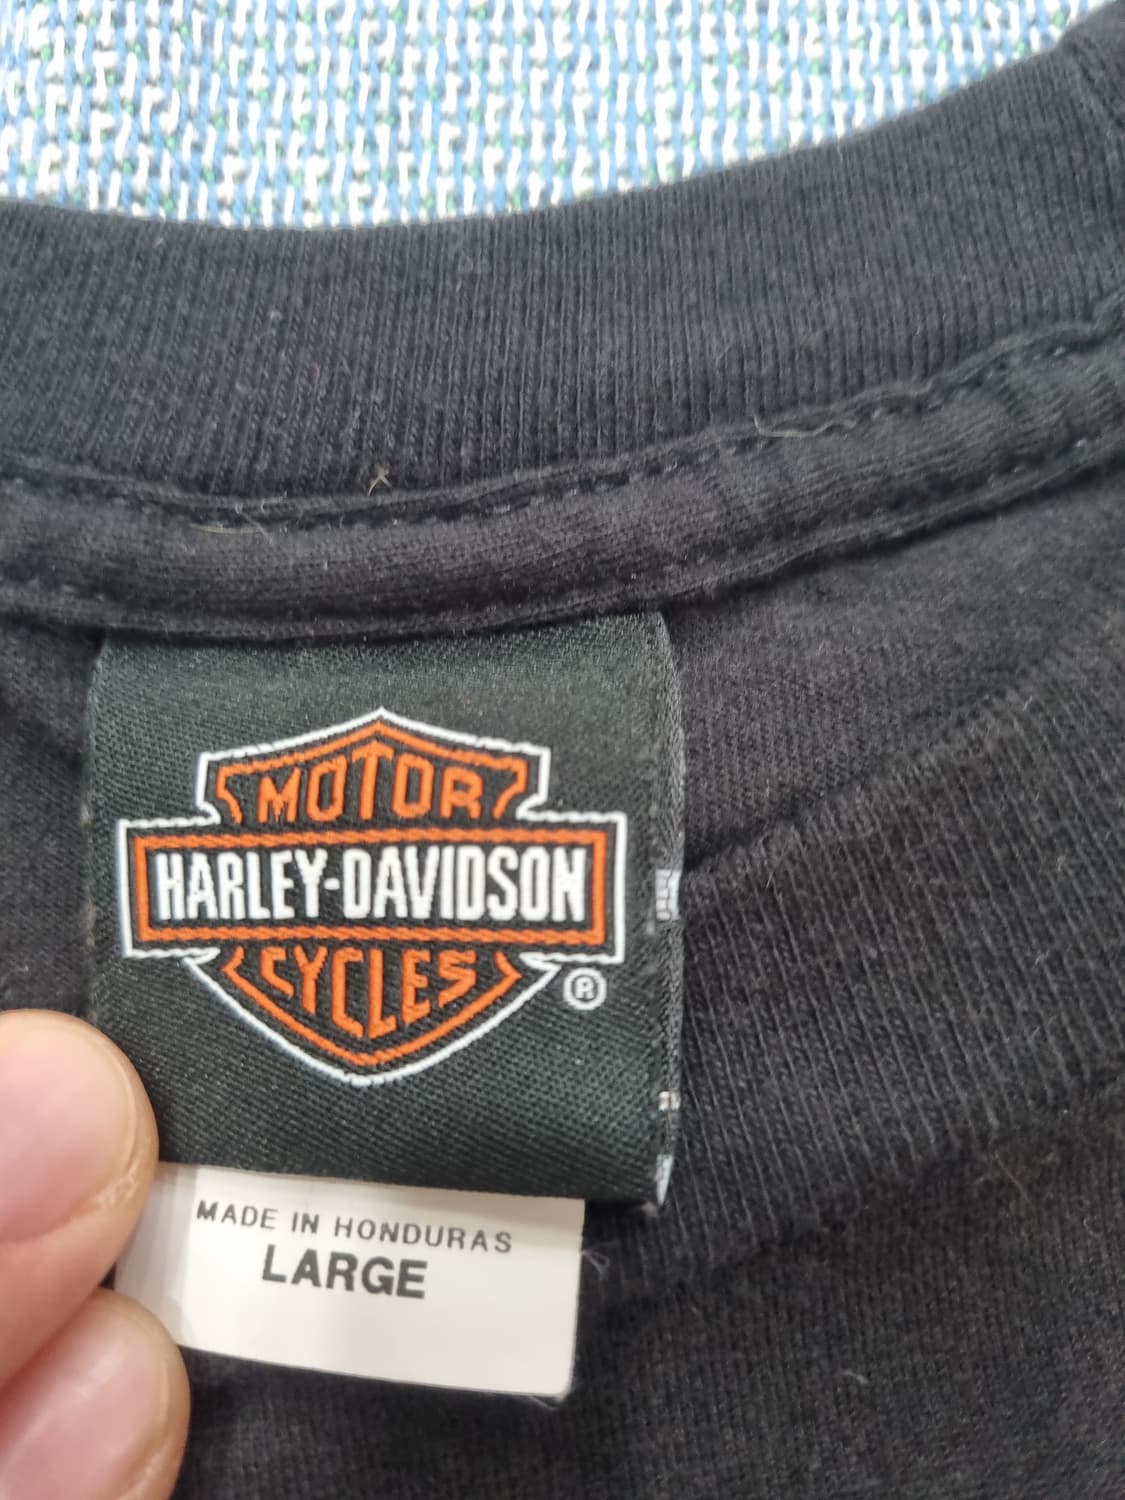 MOTOR
HARLEY-DAVIDSON
CYCLES
®
MADE IN HONDURAS
LARGE